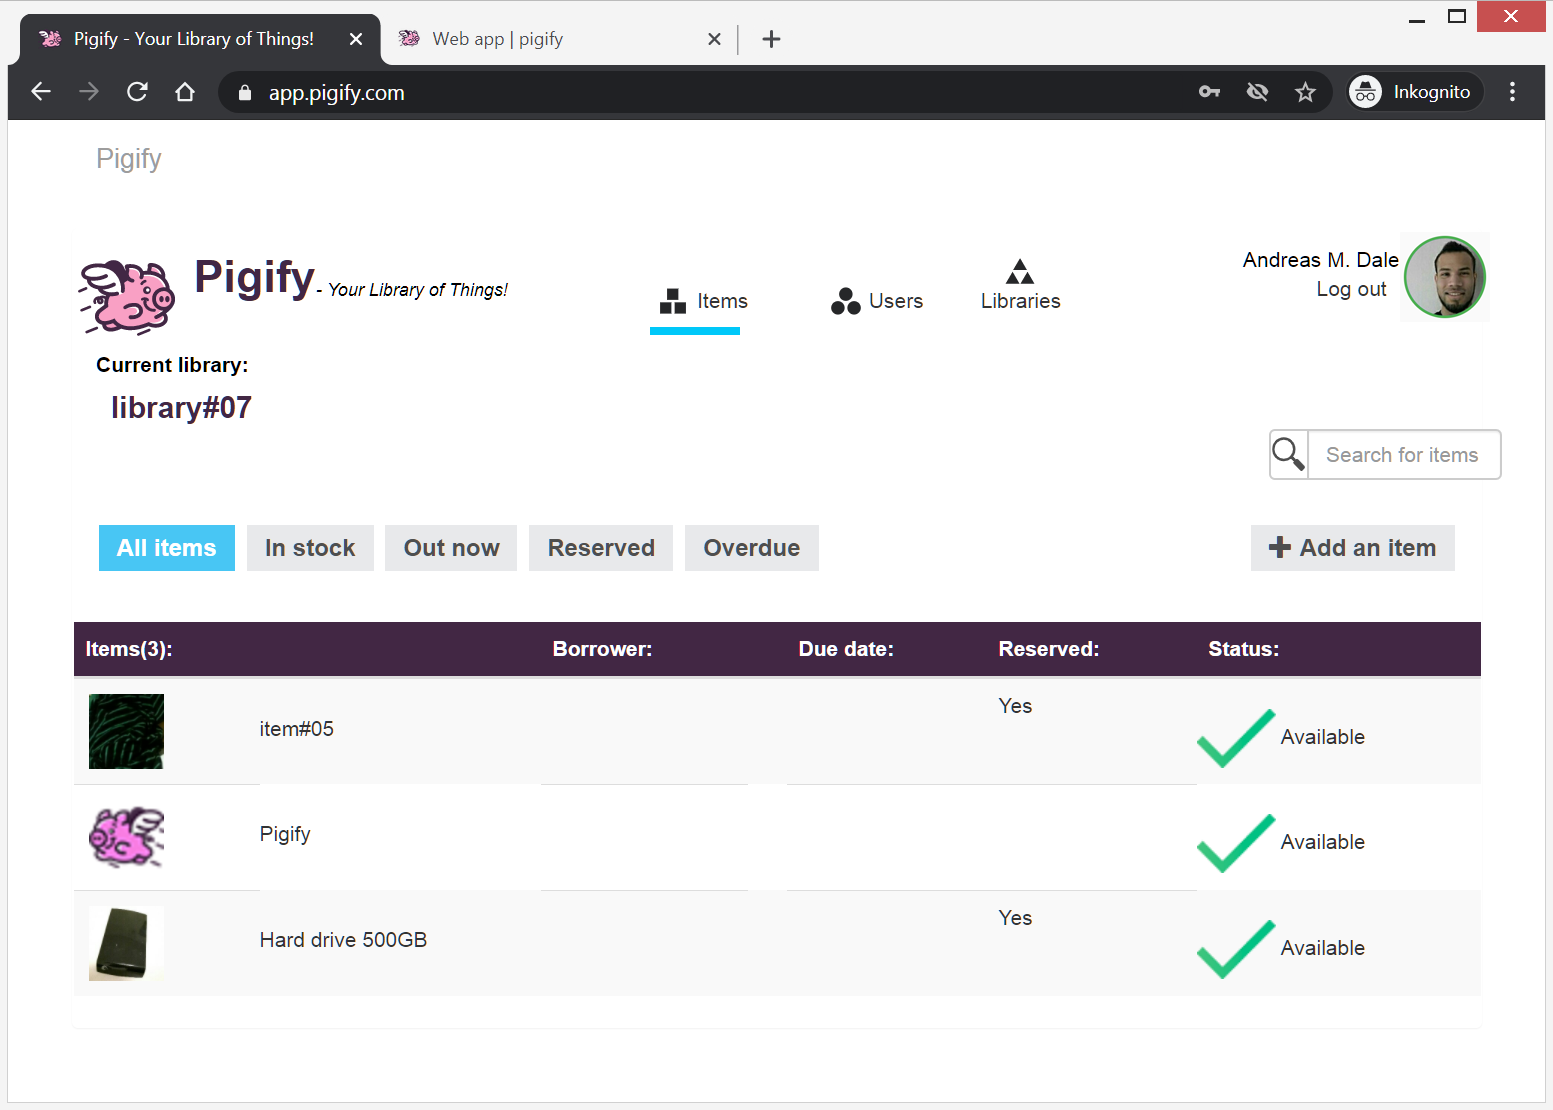 Pigify - Your Library of Things!
Web app | pigify
app.pigify.com
Inkognito
Pigify
Pigify - Your Library of Things!
Items
Users
Libraries
Andreas M. Dale
Log out
Current library:
library#07
Search for items
All items
In stock
Out now
Reserved
Overdue
Add an item
Items(3): Borrower: Due date: Reserved: Status:
item#05 Yes Available
Pigify Available
Hard drive 500GB Yes Available